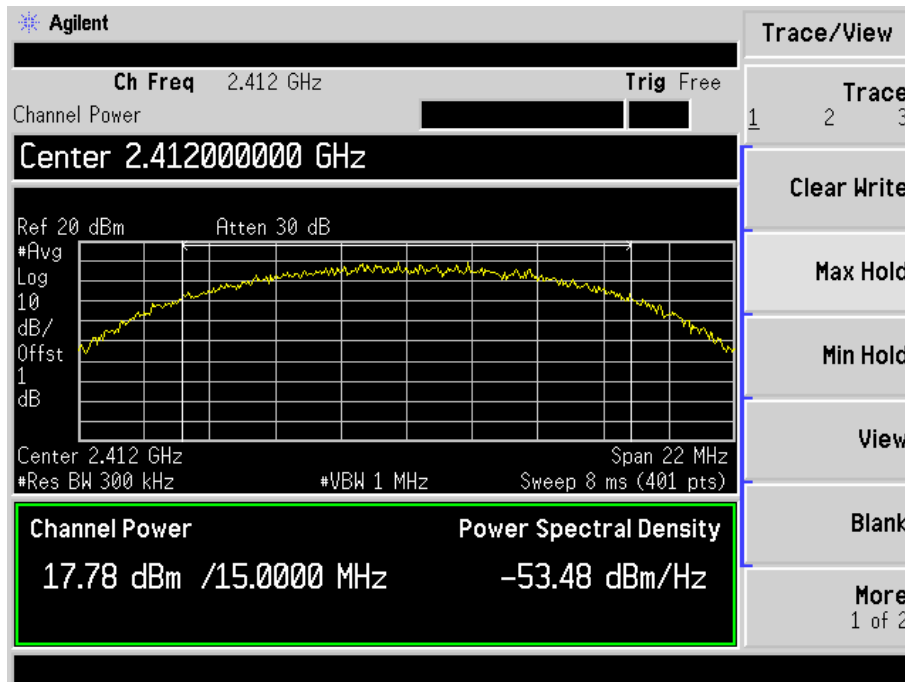 Agilent
Trace/View
Ch Freq 2.412 GHz Trig Free
Channel Power
Trace
1 2 3
Center 2.412000000 GHz
Clear Write
Ref 20 dBm Atten 30 dB
#Avg
Log
10
dB/
Offst
1
dB
Max Hold
Min Hold
View
Center 2.412 GHz Span 22 MHz
#Res BW 300 kHz #VBW 1 MHz Sweep 8 ms (401 pts)
Blank
Channel Power Power Spectral Density
17.78 dBm /15.0000 MHz -53.48 dBm/Hz
More
1 of 2